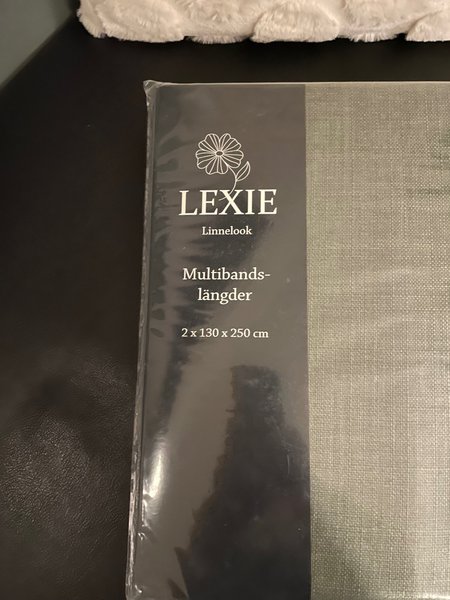 LEXIE
Linnelook
Multibands-
längder
2 x 130 x 250 cm